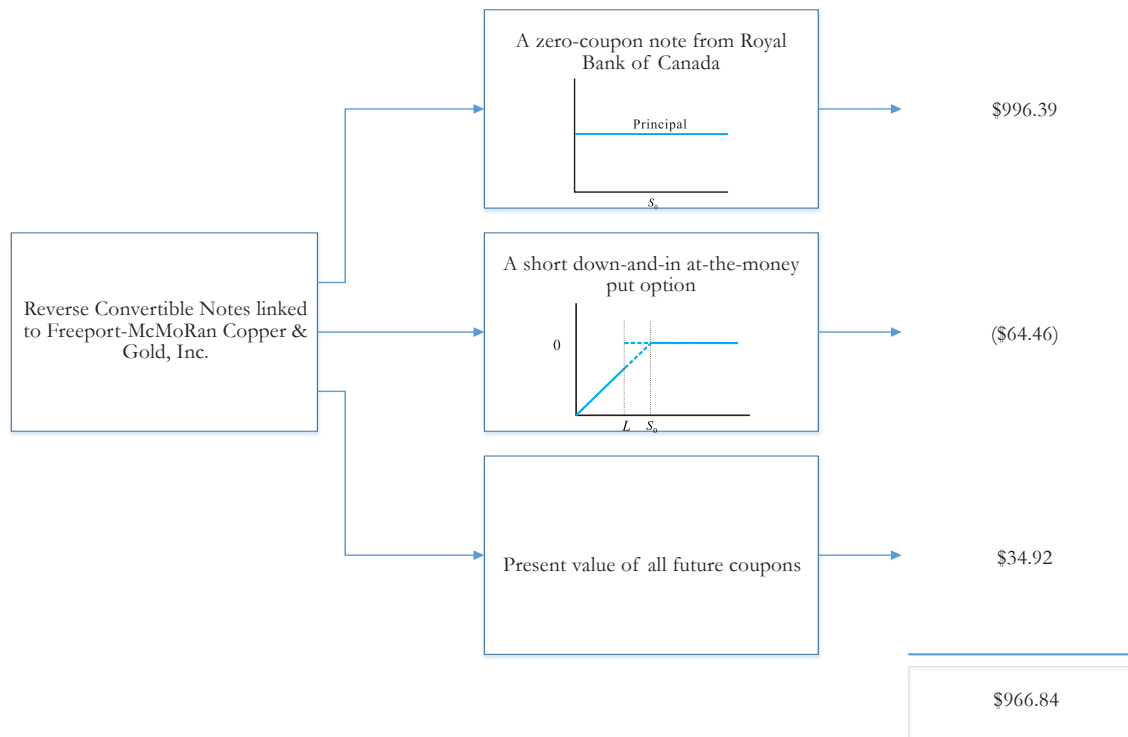 A zero-coupon note from Royal
Bank of Canada
Principal
S₀
$996.39
Reverse Convertible Notes linked
to Freeport-McMoRan Copper &
Gold, Inc.
A short down-and-in at-the-money
put option
0
L S₀
($64.46)
Present value of all future coupons
$34.92
$966.84